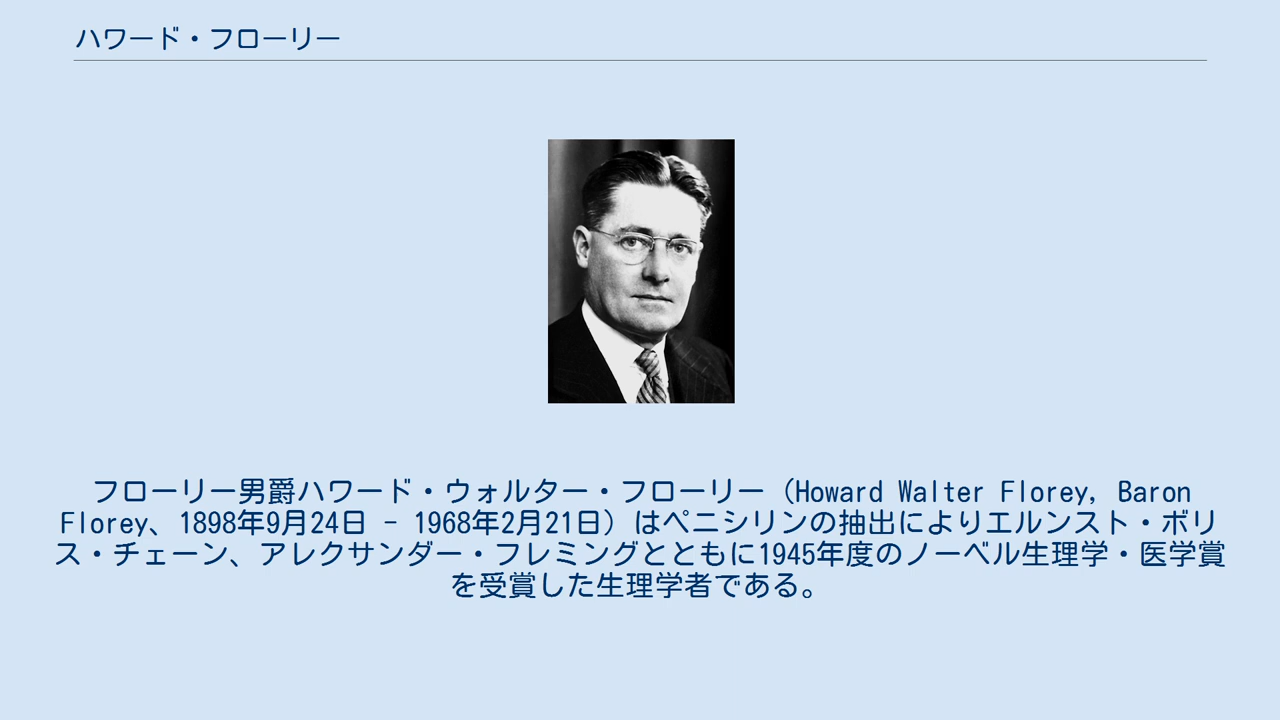 ハワード・フローリー
フローリー男爵ハワード・ウォルター・フローリー（Howard Walter Florey, Baron
Florey、1898年9月24日 - 1968年2月21日）はペニシリンの抽出によりエルンスト・ボリ
ス・チェーン、アレクサンダー・フレミングとともに1945年度のノーベル生理学・医学賞
を受賞した生理学者である。